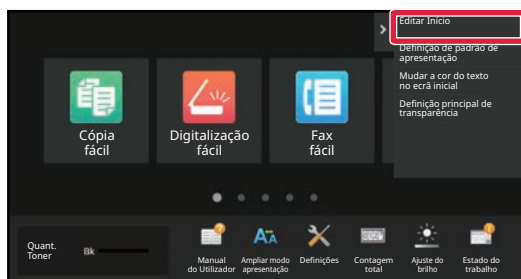 Editar Início
Definição de padrão de
apresentação
Mudar a cor do texto
no ecrã inicial
Definição principal de
transparência
Cópia
fácil
Digitalização
fácil
Fax
fácil
Quant.
Toner
Bk
Manual
do Utilizador
Ampliar modo
apresentação
Definições
Contagem
total
Ajuste do
brilho
Estado do
trabalho